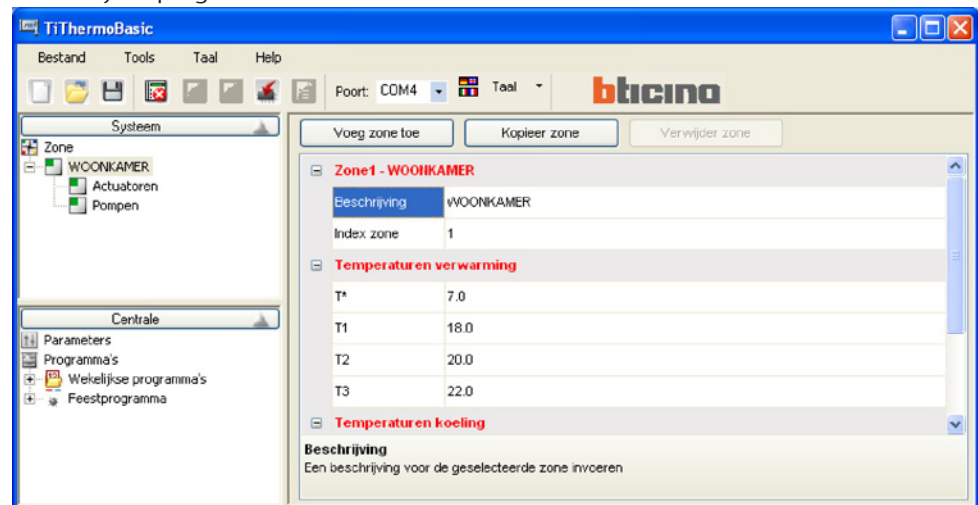 TiThermoBasic
Bestand Tools Taal Help
Poort: COM4 Taal bticino
Systeem
Zone
WOONKAMER
Actuatoren
Pompen
Centrale
Parameters
Programma's
Wekelijkse programma's
Feestprogramma
Voeg zone toe Kopieer zone Verwijder zone
Zone1 - WOONKAMER
Beschrijving WOONKAMER
Index zone 1
Temperaturen verwarming
T* 7.0
T1 18.0
T2 20.0
T3 22.0
Temperaturen koeling
Beschrijving
Een beschrijving voor de geselecteerde zone invoeren